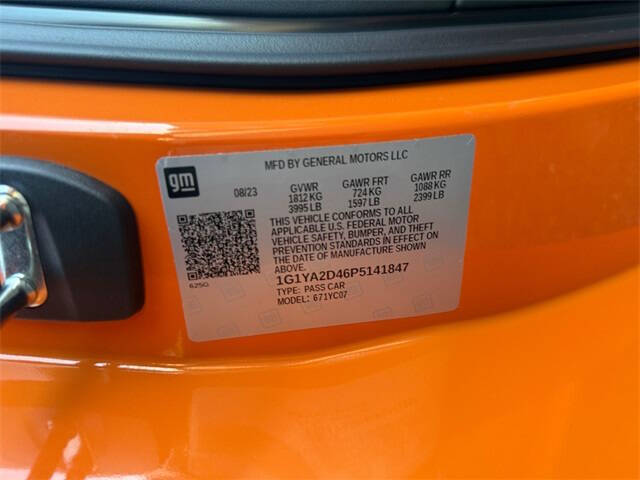 MFD BY GENERAL MOTORS LLC
gm
08/23 GVWR GAWR FRT GAWR RR
1812 KG 724 KG 1088 KG
3995 LB 1597 LB 2399 LB
THIS VEHICLE CONFORMS TO ALL
APPLICABLE U.S. FEDERAL MOTOR
VEHICLE SAFETY, BUMPER, AND THEFT
PREVENTION STANDARDS IN EFFECT ON
THE DATE OF MANUFACTURE SHOWN
ABOVE.
625G
1G1YA2D46P5141847
TYPE: PASS CAR
MODEL: 671YC07